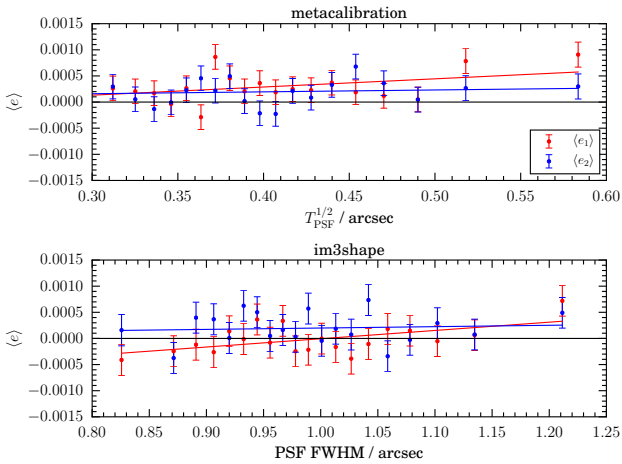 metacalibration
0.0015
0.0010
0.0005
0.0000
−0.0005
−0.0010
−0.0015
⟨e⟩
⟨e₁⟩
⟨e₂⟩
0.30 0.35 0.40 0.45 0.50 0.55 0.60
T_PSF^1/2 / arcsec
im3shape
0.0015
0.0010
0.0005
0.0000
−0.0005
−0.0010
−0.0015
⟨e⟩
0.80 0.85 0.90 0.95 1.00 1.05 1.10 1.15 1.20 1.25
PSF FWHM / arcsec